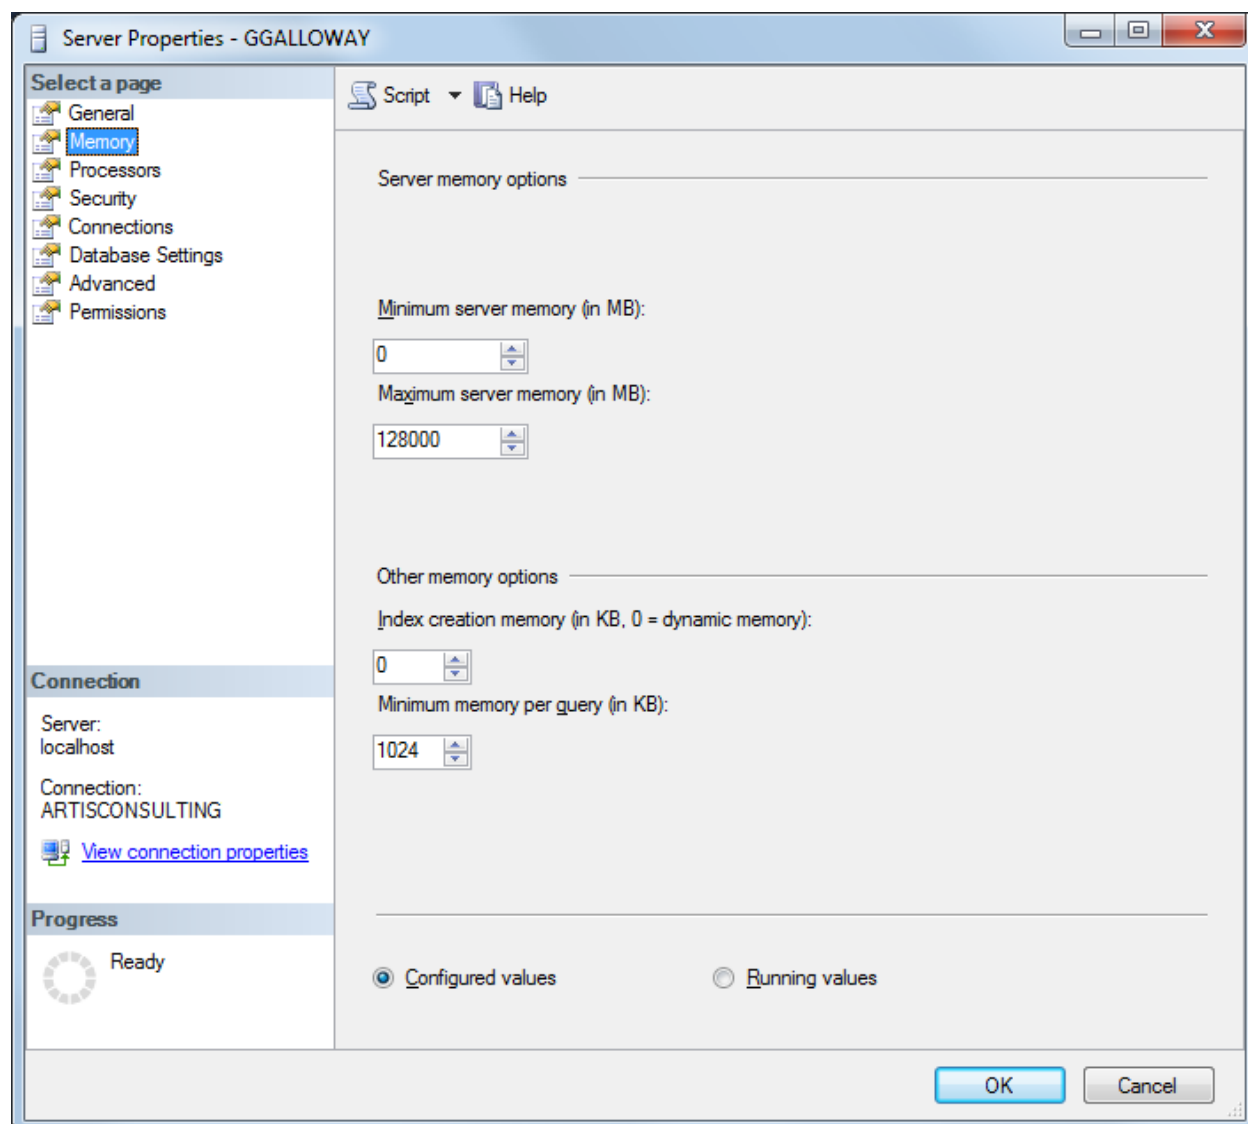 Server Properties - GGALLOWAY
Select a page
General
Memory
Processors
Security
Connections
Database Settings
Advanced
Permissions
Script
Help
Server memory options
Minimum server memory (in MB):
0
Maximum server memory (in MB):
128000
Other memory options
Index creation memory (in KB, 0 = dynamic memory):
0
Minimum memory per query (in KB):
1024
Connection
Server:
localhost
Connection:
ARTISCONSULTING
View connection properties
Progress
Ready
Configured values
Running values
OK
Cancel